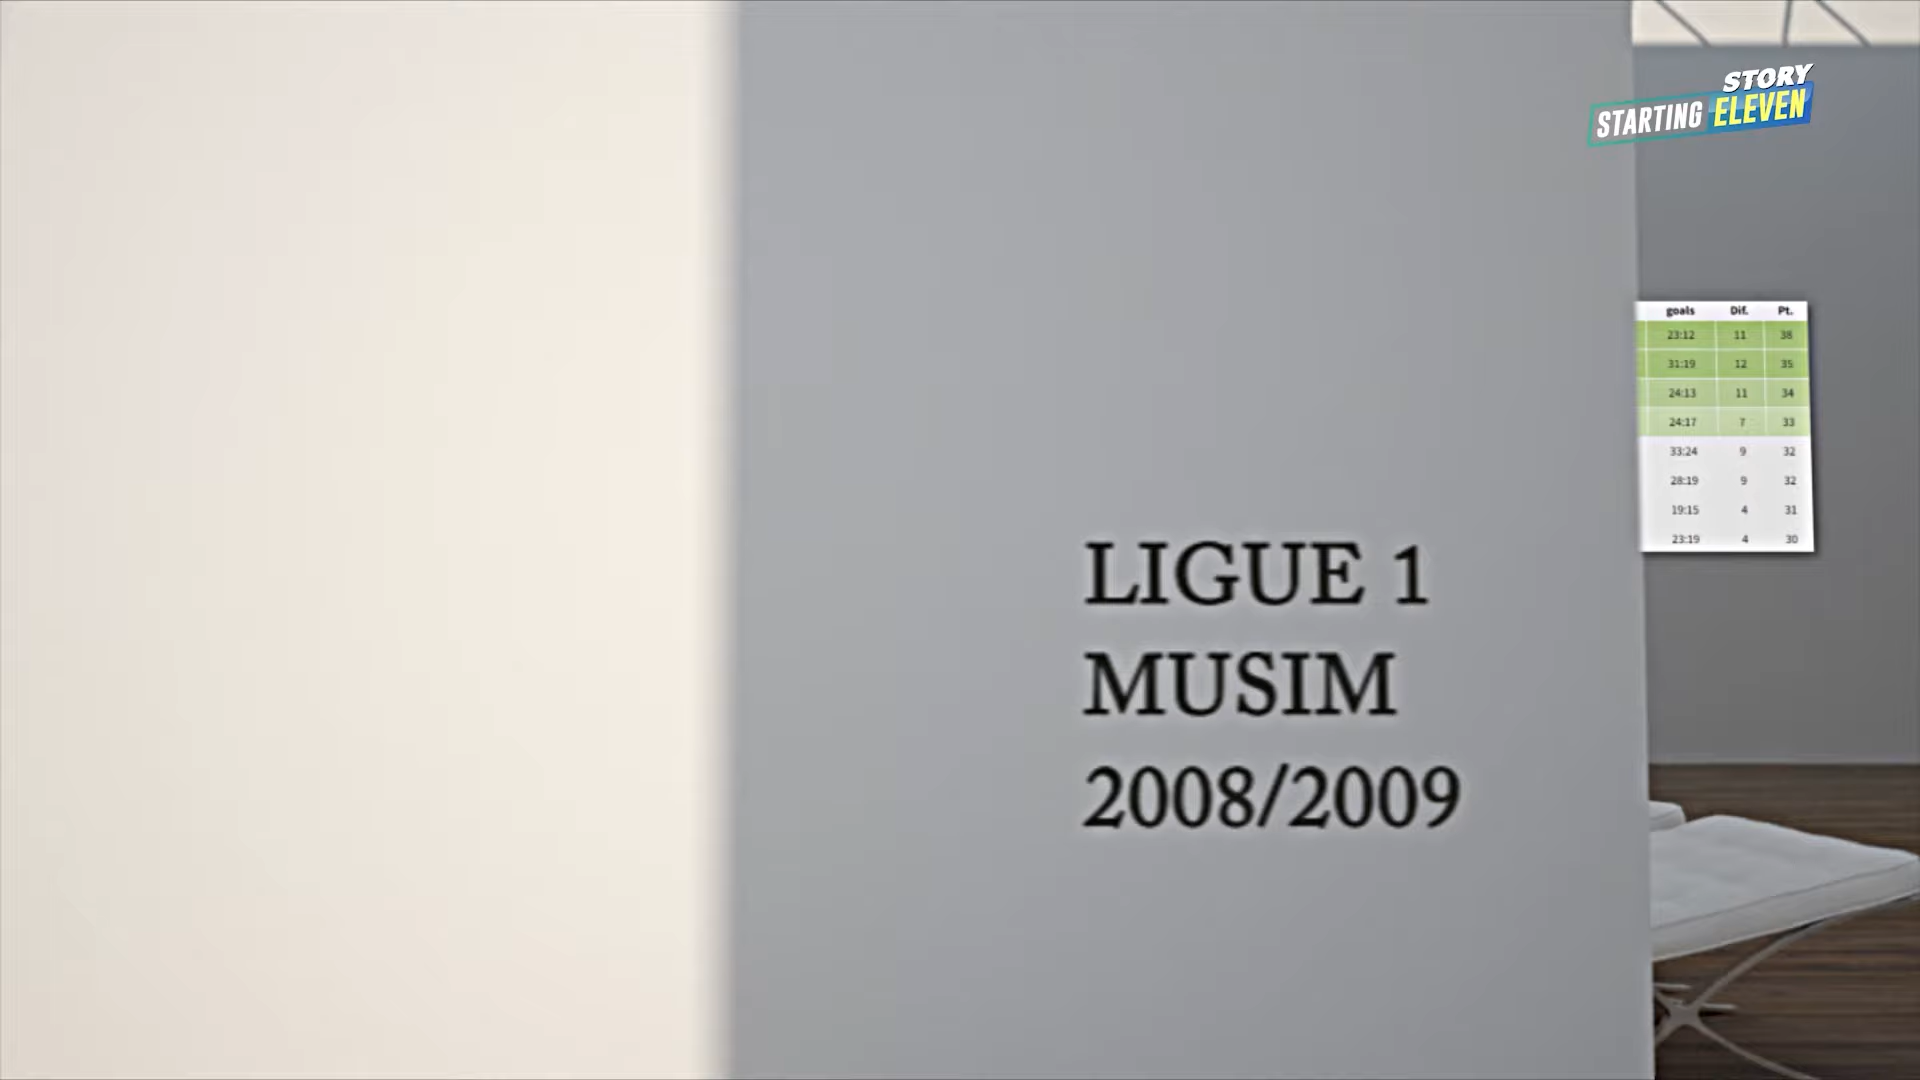 STORY
STARTING ELEVEN
goals Dif. Pt.
23:12 11 38
31:19 12 35
24:13 11 34
24:17 7 33
33:24 9 32
28:19 9 32
19:15 4 31
23:19 4 30
LIGUE 1
MUSIM
2008/2009